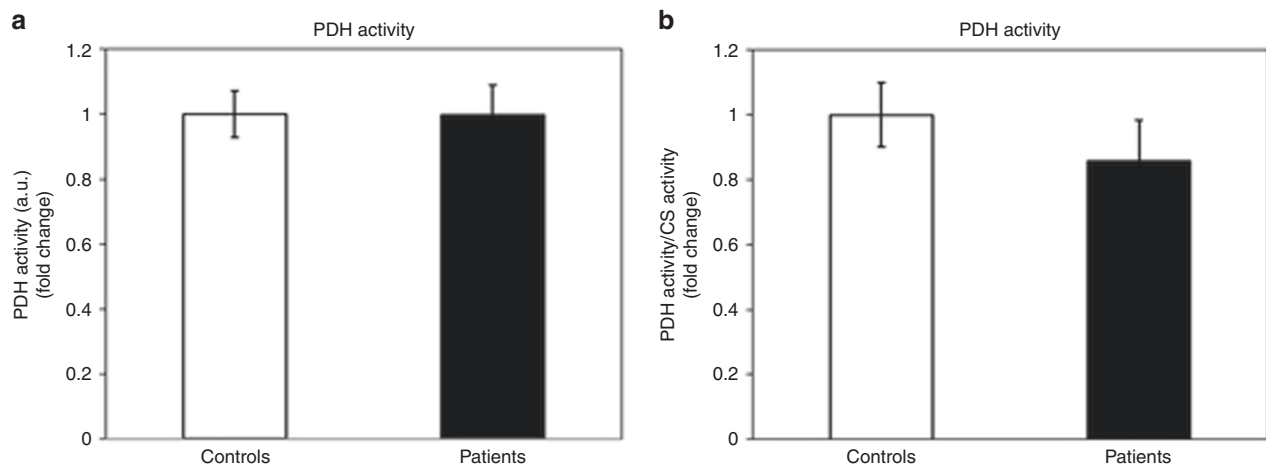 a
PDH activity
PDH activity (a.u.)
(fold change)
1.2
1
0.8
0.6
0.4
0.2
0
Controls
Patients
b
PDH activity
PDH activity/CS activity
(fold change)
1.2
1
0.8
0.6
0.4
0.2
0
Controls
Patients